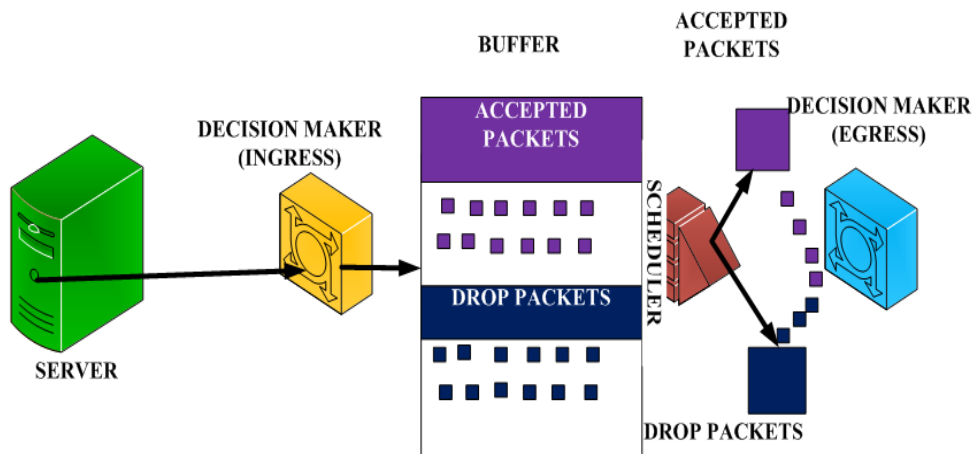 BUFFER
ACCEPTED
PACKETS
DECISION MAKER
(INGRESS)
ACCEPTED
PACKETS
DECISION MAKER
(EGRESS)
SCHEDULER
DROP PACKETS
SERVER
DROP PACKETS